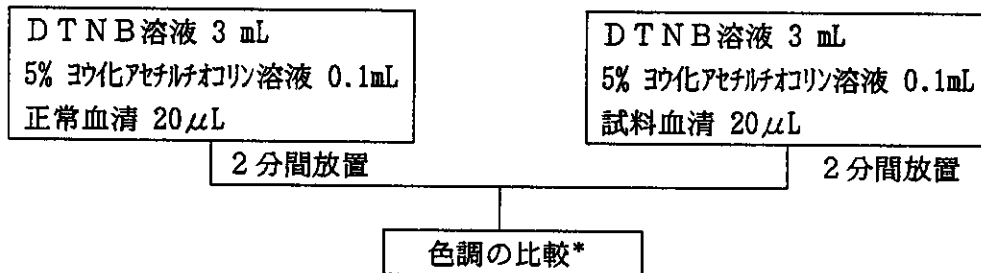 DTNB溶液 3 mL
5% ヨウ化アセチルチオコリン溶液 0.1mL
正常血清 20μL
DTNB溶液 3 mL
5% ヨウ化アセチルチオコリン溶液 0.1mL
試料血清 20μL
2分間放置
2分間放置
色調の比較*